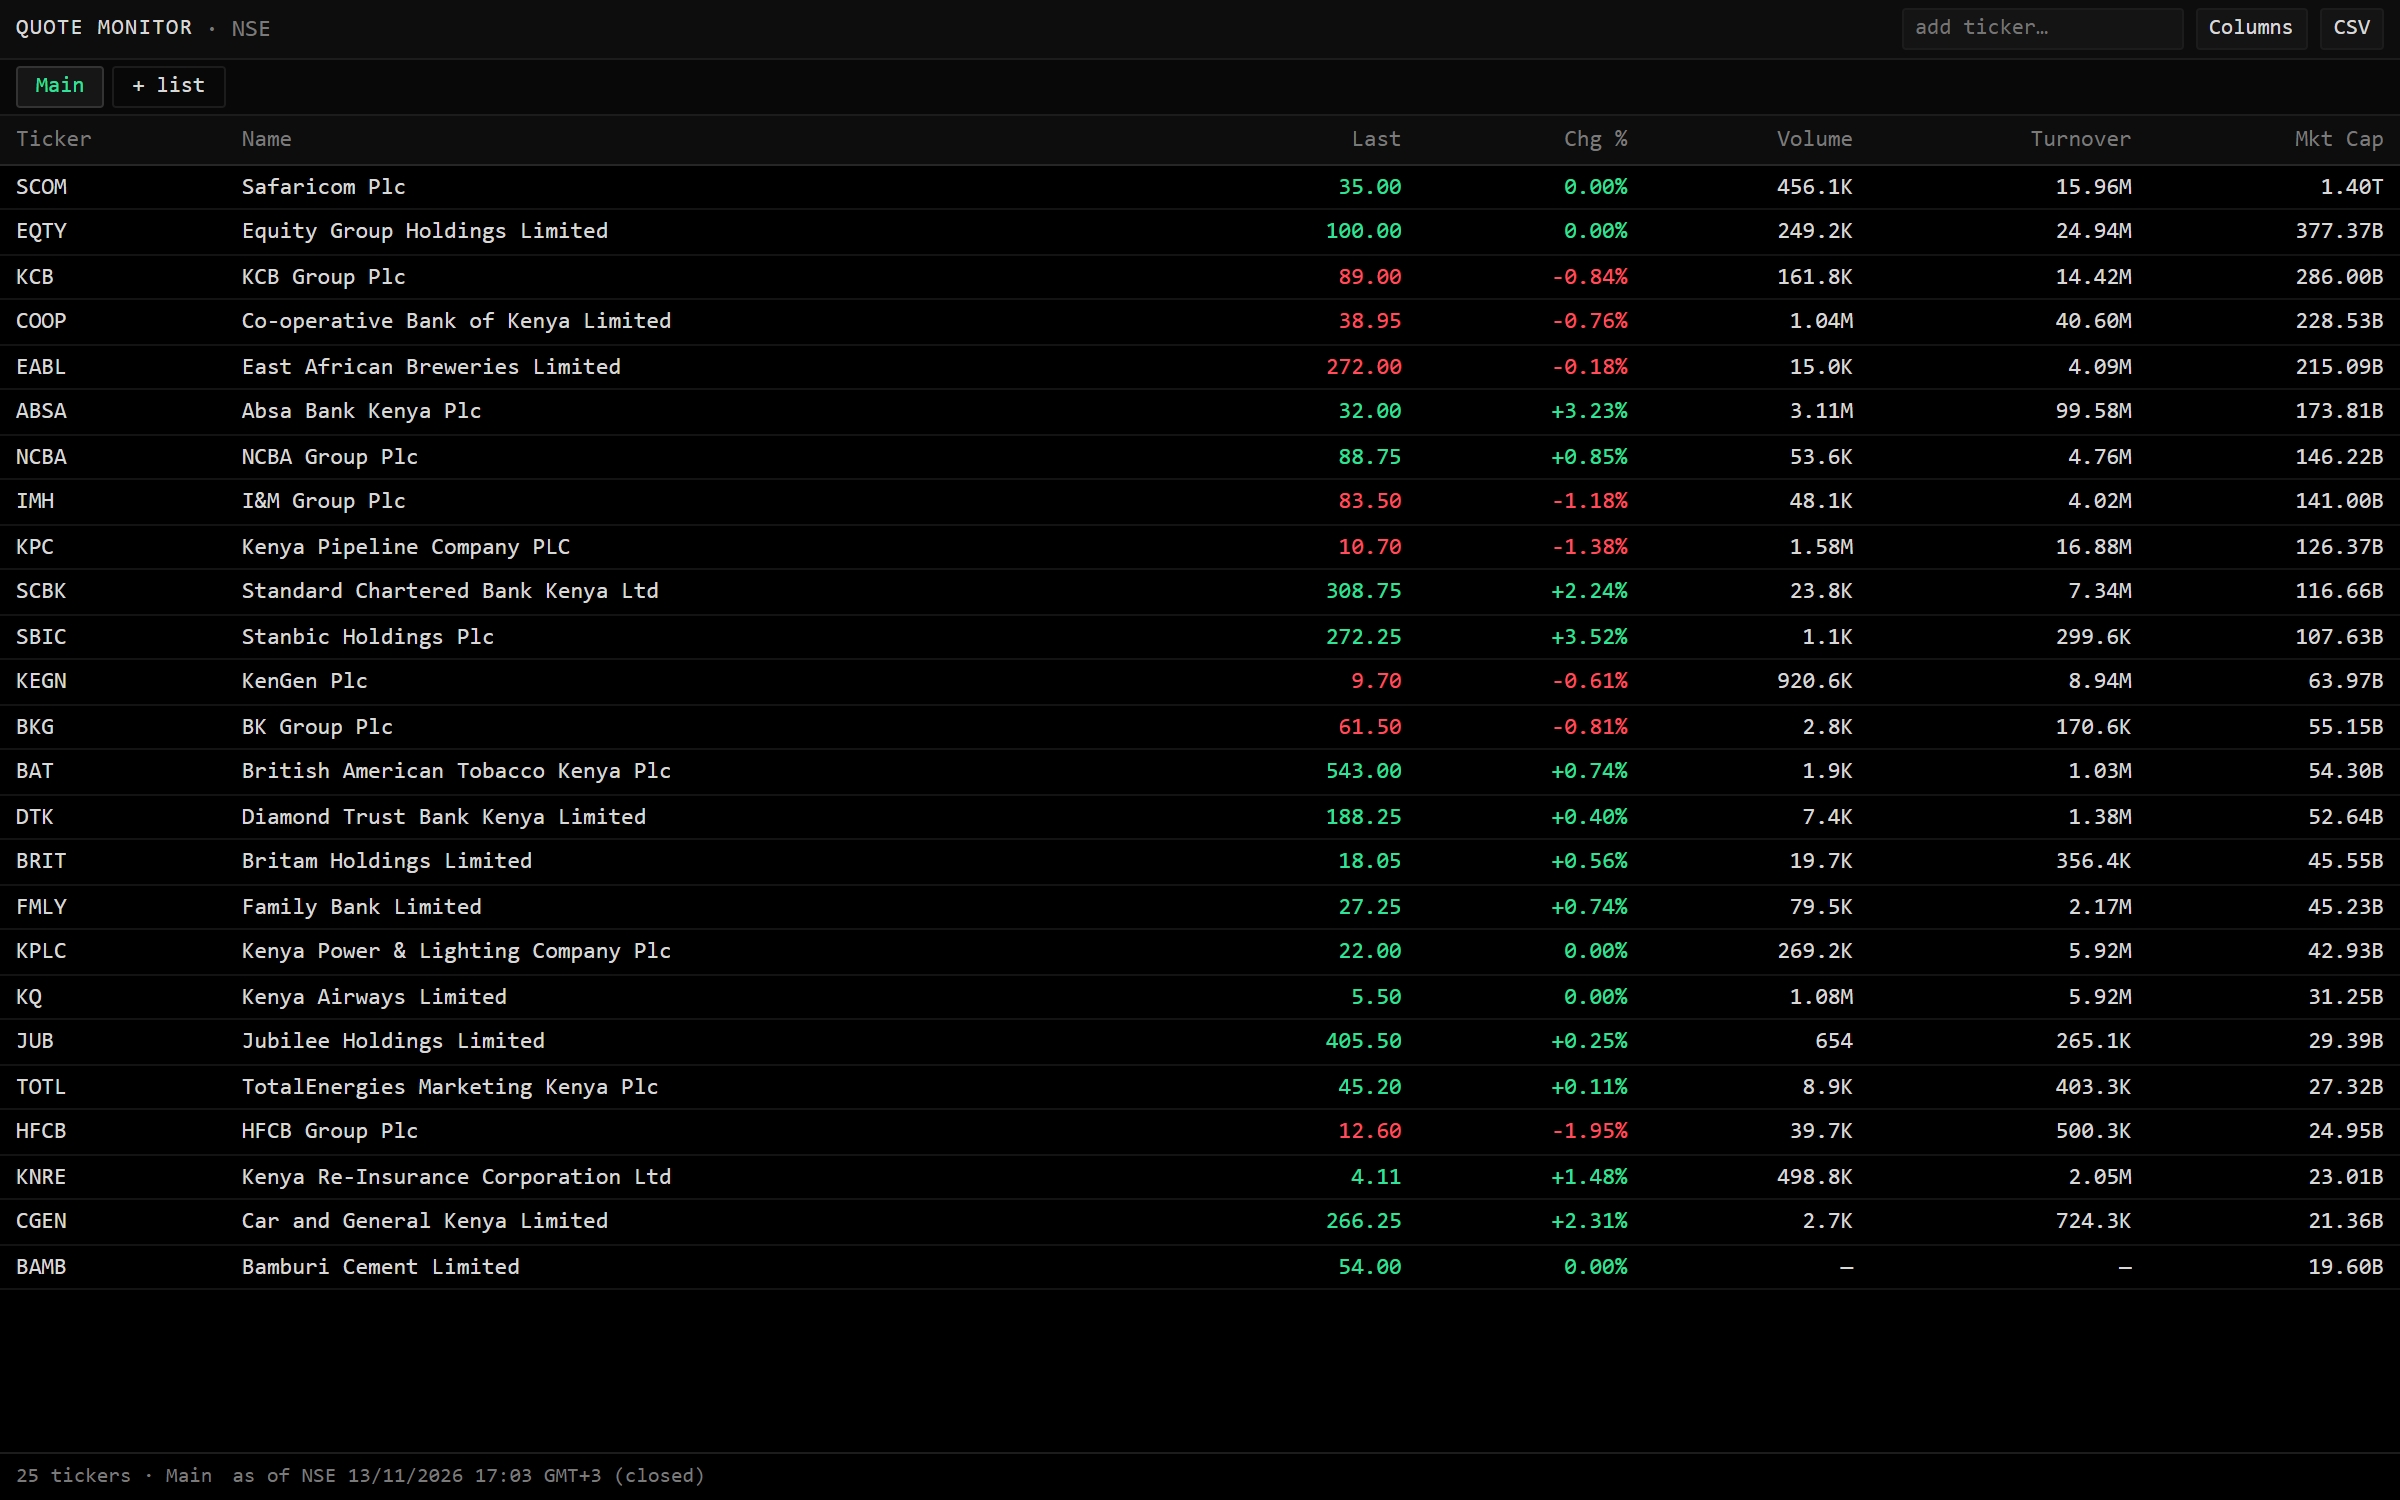 QUOTE MONITOR · NSE add ticker… Columns CSV
Main + list
Ticker Name Last Chg % Volume Turnover Mkt Cap
SCOM Safaricom Plc 35.00 0.00% 456.1K 15.96M 1.40T
EQTY Equity Group Holdings Limited 100.00 0.00% 249.2K 24.94M 377.37B
KCB KCB Group Plc 89.00 -0.84% 161.8K 14.42M 286.00B
COOP Co-operative Bank of Kenya Limited 38.95 -0.76% 1.04M 40.60M 228.53B
EABL East African Breweries Limited 272.00 -0.18% 15.0K 4.09M 215.09B
ABSA Absa Bank Kenya Plc 32.00 +3.23% 3.11M 99.58M 173.81B
NCBA NCBA Group Plc 88.75 +0.85% 53.6K 4.76M 146.22B
IMH I&M Group Plc 83.50 -1.18% 48.1K 4.02M 141.00B
KPC Kenya Pipeline Company PLC 10.70 -1.38% 1.58M 16.88M 126.37B
SCBK Standard Chartered Bank Kenya Ltd 308.75 +2.24% 23.8K 7.34M 116.66B
SBIC Stanbic Holdings Plc 272.25 +3.52% 1.1K 299.6K 107.63B
KEGN KenGen Plc 9.70 -0.61% 920.6K 8.94M 63.97B
BKG BK Group Plc 61.50 -0.81% 2.8K 170.6K 55.15B
BAT British American Tobacco Kenya Plc 543.00 +0.74% 1.9K 1.03M 54.30B
DTK Diamond Trust Bank Kenya Limited 188.25 +0.40% 7.4K 1.38M 52.64B
BRIT Britam Holdings Limited 18.05 +0.56% 19.7K 356.4K 45.55B
FMLY Family Bank Limited 27.25 +0.74% 79.5K 2.17M 45.23B
KPLC Kenya Power & Lighting Company Plc 22.00 0.00% 269.2K 5.92M 42.93B
KQ Kenya Airways Limited 5.50 0.00% 1.08M 5.92M 31.25B
JUB Jubilee Holdings Limited 405.50 +0.25% 654 265.1K 29.39B
TOTL TotalEnergies Marketing Kenya Plc 45.20 +0.11% 8.9K 403.3K 27.32B
HFCB HFCB Group Plc 12.60 -1.95% 39.7K 500.3K 24.95B
KNRE Kenya Re-Insurance Corporation Ltd 4.11 +1.48% 498.8K 2.05M 23.01B
CGEN Car and General Kenya Limited 266.25 +2.31% 2.7K 724.3K 21.36B
BAMB Bamburi Cement Limited 54.00 0.00% — — 19.60B
25 tickers · Main as of NSE 13/11/2026 17:03 GMT+3 (closed)